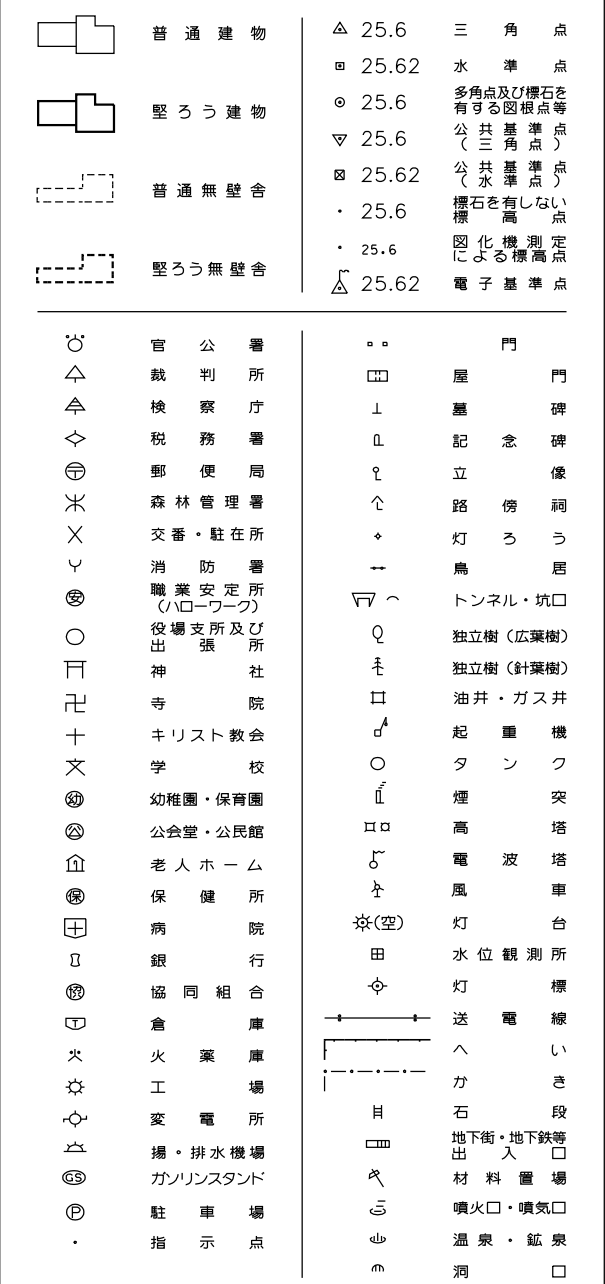 普通建物
堅ろう建物
普通無壁舎
堅ろう無壁舎
25.6 三角点
25.62 水準点
25.6 多角点及び標石を
有する図根点等
25.6 公共基準点
(三角点)
25.62 公共基準点
(水準点)
25.6 標石を有しない
標高点
25.6 図化機測定
による標高点
25.62 電子基準点
官公署
裁判所
検察庁
税務署
郵便局
森林管理署
交番・駐在所
消防署
安 職業安定所
(ハローワーク)
役場支所及び
出張所
神社
寺院
キリスト教会
文 学校
幼 幼稚園・保育園
公 公会堂・公民館
老人ホーム
保 保健所
病院
銀行
協 協同組合
T 倉庫
火 火薬庫
工場
変電所
揚・排水機場
GS ガソリンスタンド
P 駐車場
指示点
門
屋門
墓碑
記念碑
立像
路傍祠
灯ろう
鳥居
トンネル・坑口
独立樹(広葉樹)
独立樹(針葉樹)
油井・ガス井
起重機
タンク
煙突
高塔
電波塔
風車
(空) 灯台
水位観測所
灯標
送電線
へい
かき
石段
地下街・地下鉄等
出入口
材料置場
噴火口・噴気口
温泉・鉱泉
洞口